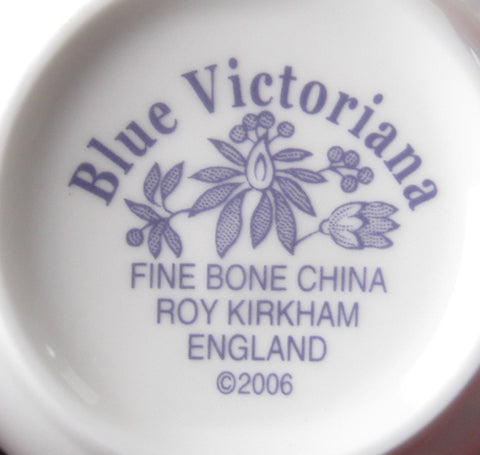 Blue Victoriana
FINE BONE CHINA
ROY KIRKHAM
ENGLAND
©2006